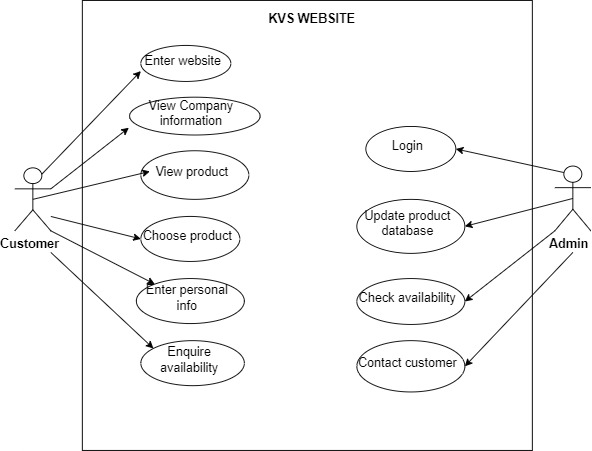 KVS WEBSITE
Enter website
View Company
information
View product
Choose product
Enter personal
info
Enquire
availability
Customer
Login
Update product
database
Check availability
Contact customer
Admin